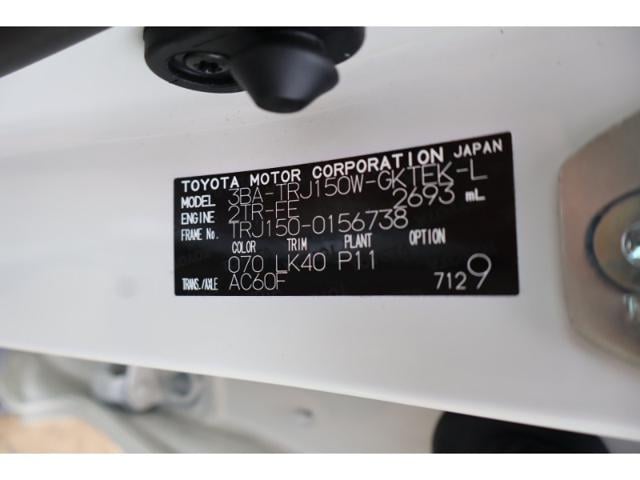 TOYOTA MOTOR CORPORATION JAPAN
MODEL 3BA-TRJ150W-GKTEK-L
ENGINE 2TR-FE 2693 mL
FRAME No. TRJ150-0156738
COLOR TRIM PLANT OPTION
070 LK40 P11
TRANS./AXLE AC60F 7129